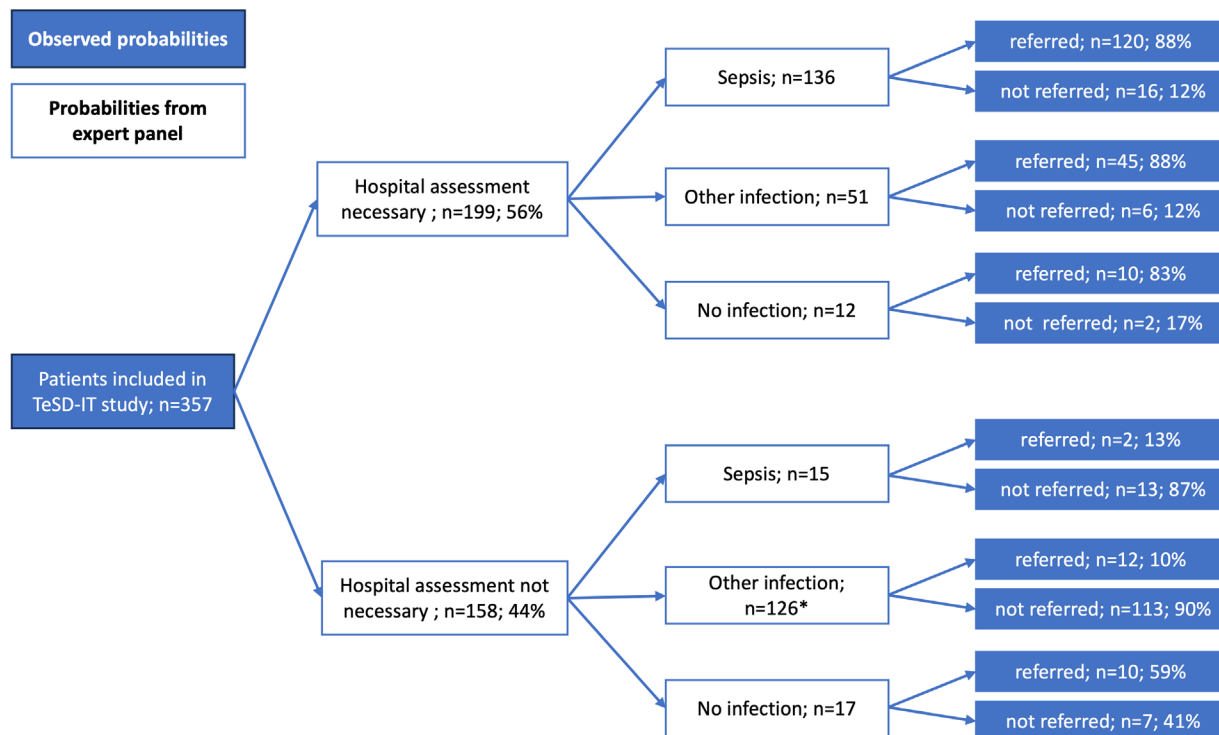 Observed probabilities
Probabilities from
expert panel
Patients included in
TeSD-IT study; n=357
Hospital assessment
necessary ; n=199; 56%
Sepsis; n=136
referred; n=120; 88%
not referred; n=16; 12%
Other infection; n=51
referred; n=45; 88%
not referred; n=6; 12%
No infection; n=12
referred; n=10; 83%
not  referred; n=2; 17%
Hospital assessment not
necessary ; n=158; 44%
Sepsis; n=15
referred; n=2; 13%
not referred; n=13; 87%
Other infection;
n=126*
referred; n=12; 10%
not referred; n=113; 90%
No infection; n=17
referred; n=10; 59%
not referred; n=7; 41%